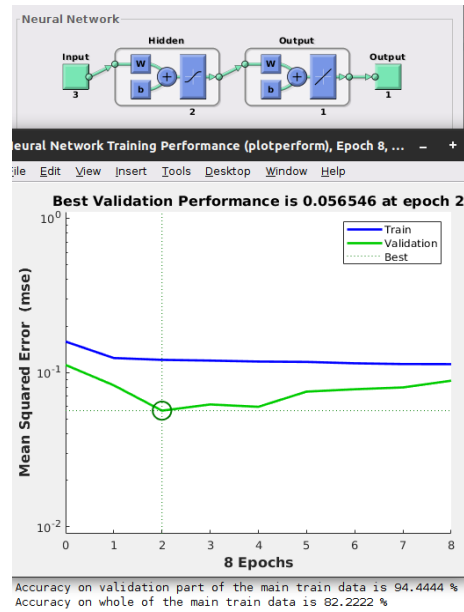 Neural Network
Hidden
Output
Input
Output
W
b
W
b
3
2
1
1
Neural Network Training Performance (plotperform), Epoch 8, ...
File Edit View Insert Tools Desktop Window Help
Best Validation Performance is 0.056546 at epoch 2
Train
Validation
Best
10^0
10^-1
10^-2
Mean Squared Error (mse)
0 1 2 3 4 5 6 7 8
8 Epochs
Accuracy on validation part of the main train data is 94.4444 %
Accuracy on whole of the main train data is 82.2222 %